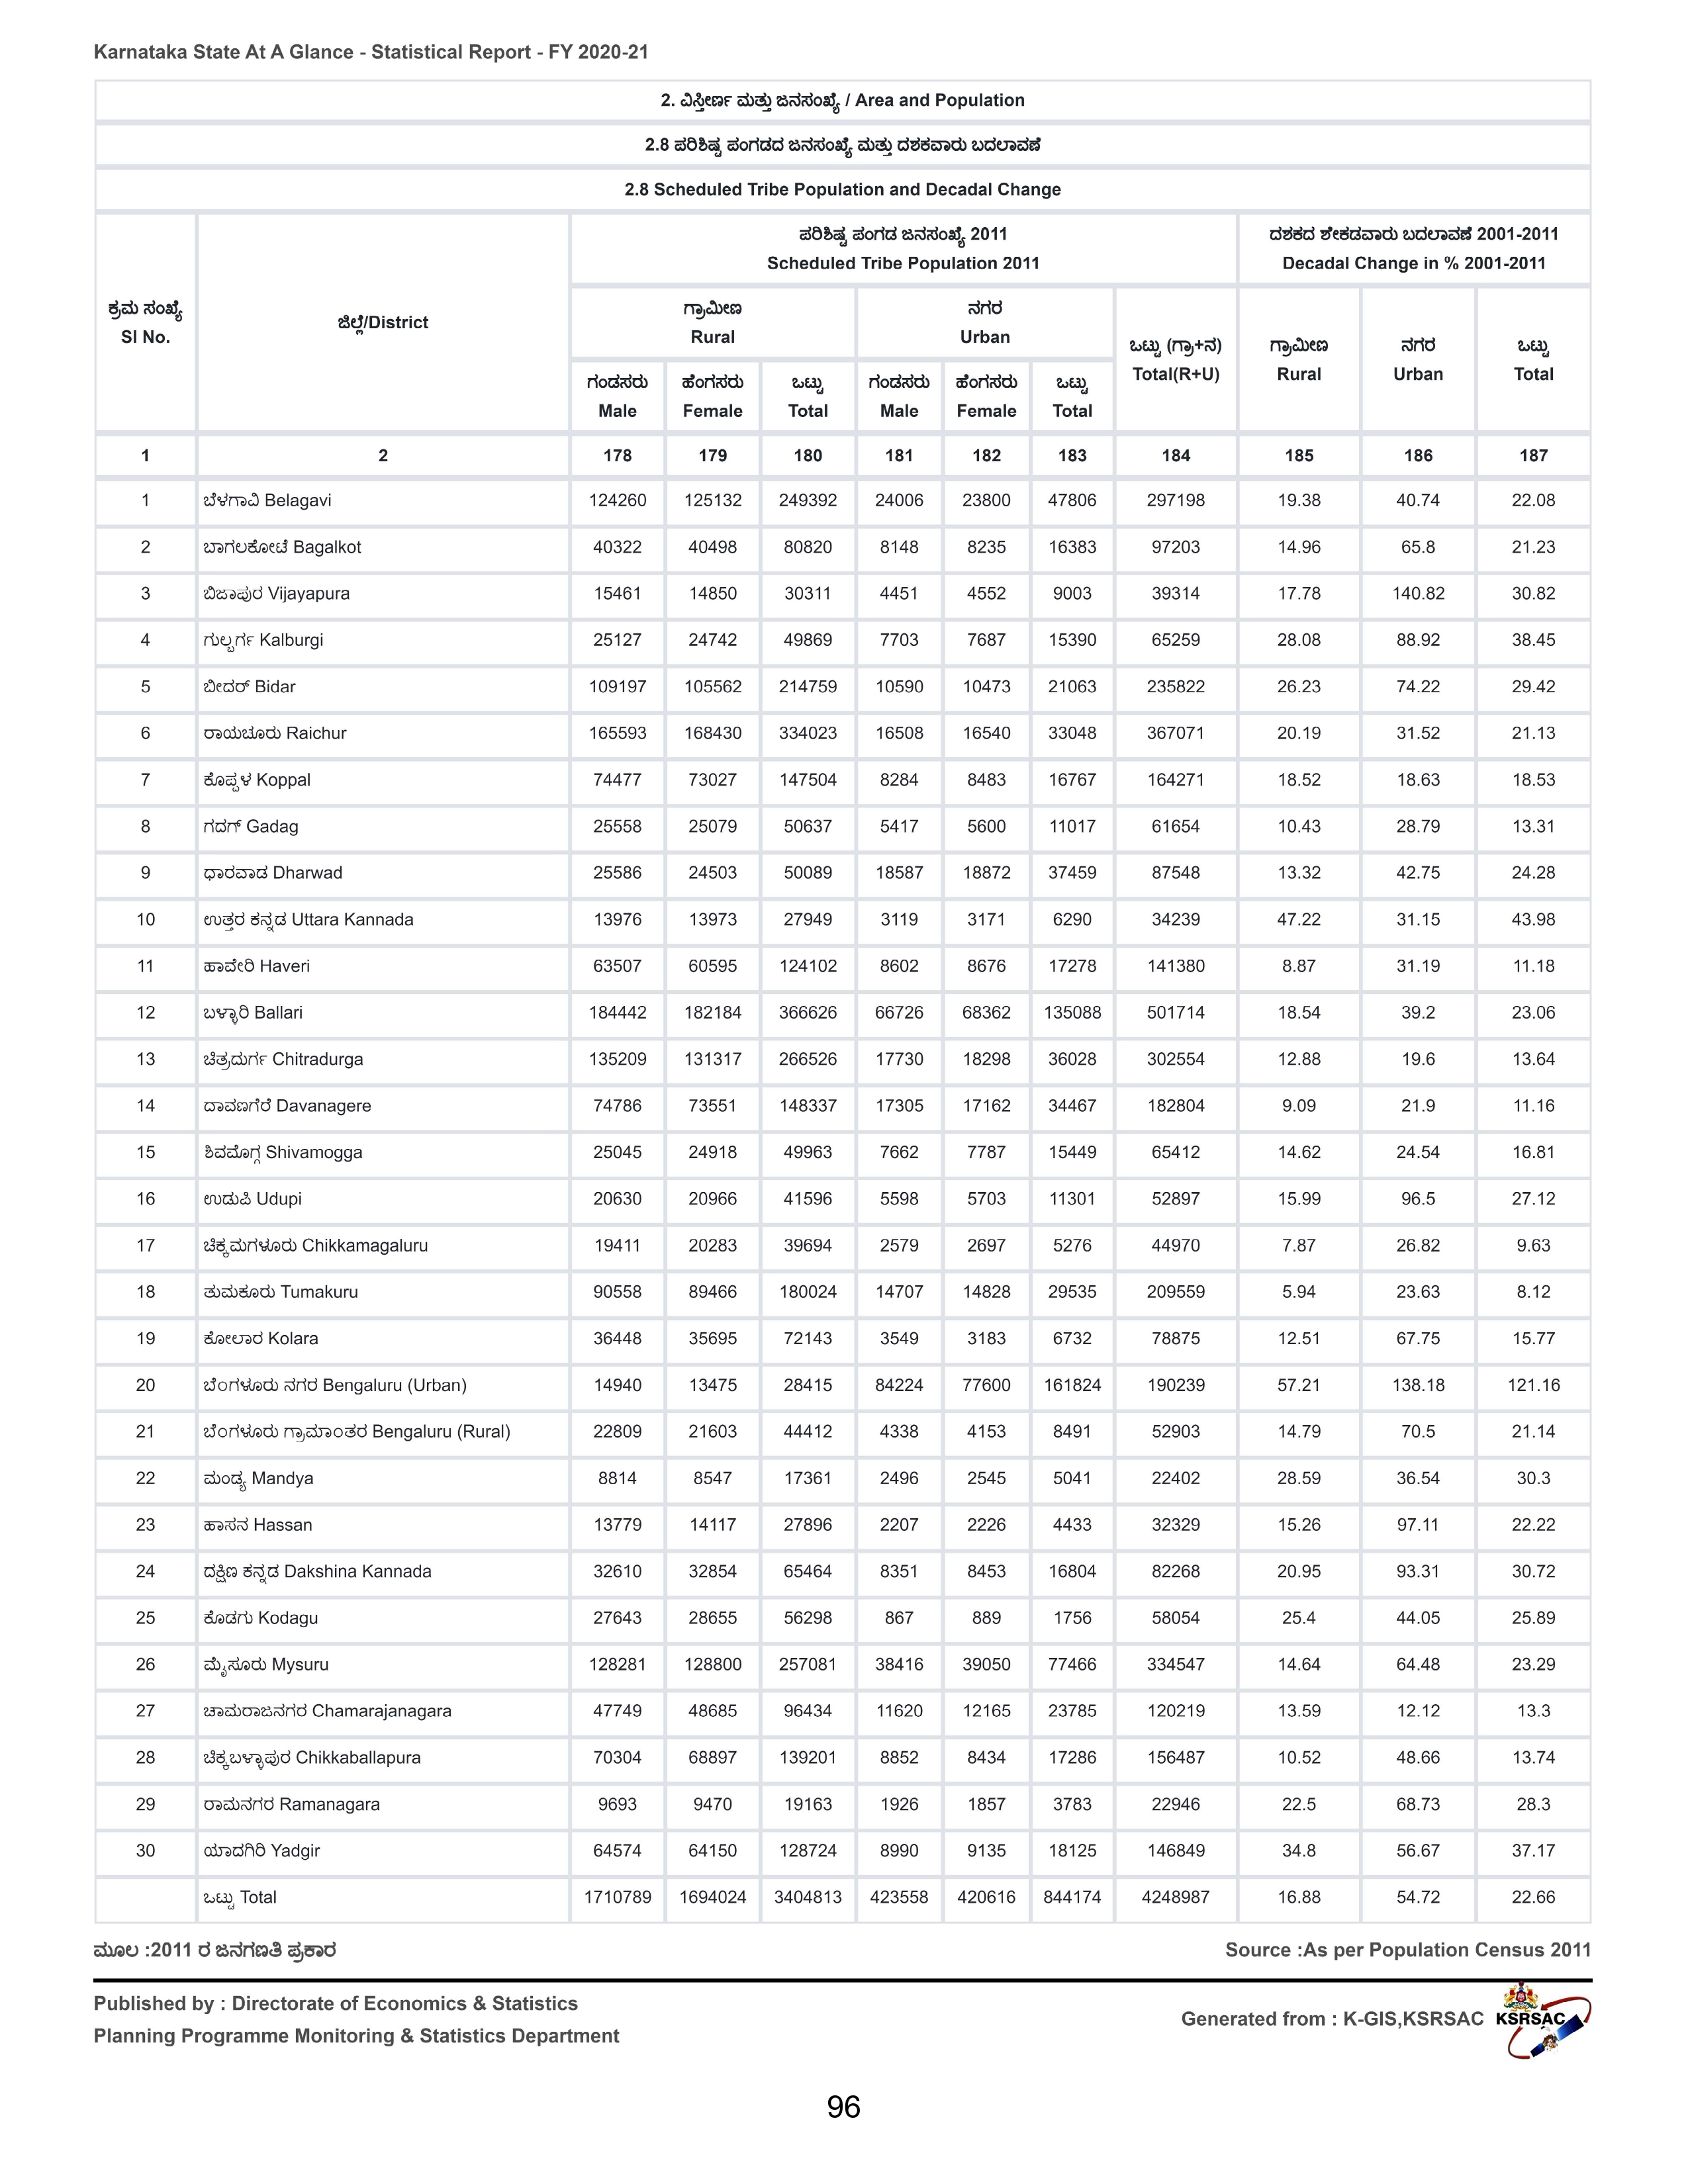 Karnataka State At A Glance - Statistical Report - FY 2020-21
2. ವಿಸ್ತೀರ್ಣ ಮತ್ತು ಜನಸಂಖ್ಯೆ / Area and Population
2.8 ಪರಿಶಿಷ್ಟ ಪಂಗಡದ ಜನಸಂಖ್ಯೆ ಮತ್ತು ದಶಕವಾರು ಬದಲಾವಣೆ
2.8 Scheduled Tribe Population and Decadal Change
ಕ್ರಮ ಸಂಖ್ಯೆ
Sl No.
ಜಿಲ್ಲೆ/District
ಪರಿಶಿಷ್ಟ ಪಂಗಡ ಜನಸಂಖ್ಯೆ 2011
Scheduled Tribe Population 2011
ದಶಕದ ಶೇಕಡವಾರು ಬದಲಾವಣೆ 2001-2011
Decadal Change in % 2001-2011
ಗ್ರಾಮೀಣ
Rural
ನಗರ
Urban
ಒಟ್ಟು (ಗ್ರಾ+ನ)
Total(R+U)
ಗ್ರಾಮೀಣ
Rural
ನಗರ
Urban
ಒಟ್ಟು
Total
ಗಂಡಸರು ಹೆಂಗಸರು ಒಟ್ಟು ಗಂಡಸರು ಹೆಂಗಸರು ಒಟ್ಟು
Male Female Total Male Female Total
1 2 178 179 180 181 182 183 184 185 186 187
1 ಬೆಳಗಾವಿ Belagavi 124260 125132 249392 24006 23800 47806 297198 19.38 40.74 22.08
2 ಬಾಗಲಕೋಟೆ Bagalkot 40322 40498 80820 8148 8235 16383 97203 14.96 65.8 21.23
3 ಬಿಜಾಪುರ Vijayapura 15461 14850 30311 4451 4552 9003 39314 17.78 140.82 30.82
4 ಗುಲ್ಬರ್ಗ Kalburgi 25127 24742 49869 7703 7687 15390 65259 28.08 88.92 38.45
5 ಬೀದರ್ Bidar 109197 105562 214759 10590 10473 21063 235822 26.23 74.22 29.42
6 ರಾಯಚೂರು Raichur 165593 168430 334023 16508 16540 33048 367071 20.19 31.52 21.13
7 ಕೊಪ್ಪಳ Koppal 74477 73027 147504 8284 8483 16767 164271 18.52 18.63 18.53
8 ಗದಗ್ Gadag 25558 25079 50637 5417 5600 11017 61654 10.43 28.79 13.31
9 ಧಾರವಾಡ Dharwad 25586 24503 50089 18587 18872 37459 87548 13.32 42.75 24.28
10 ಉತ್ತರ ಕನ್ನಡ Uttara Kannada 13976 13973 27949 3119 3171 6290 34239 47.22 31.15 43.98
11 ಹಾವೇರಿ Haveri 63507 60595 124102 8602 8676 17278 141380 8.87 31.19 11.18
12 ಬಳ್ಳಾರಿ Ballari 184442 182184 366626 66726 68362 135088 501714 18.54 39.2 23.06
13 ಚಿತ್ರದುರ್ಗ Chitradurga 135209 131317 266526 17730 18298 36028 302554 12.88 19.6 13.64
14 ದಾವಣಗೆರೆ Davanagere 74786 73551 148337 17305 17162 34467 182804 9.09 21.9 11.16
15 ಶಿವಮೊಗ್ಗ Shivamogga 25045 24918 49963 7662 7787 15449 65412 14.62 24.54 16.81
16 ಉಡುಪಿ Udupi 20630 20966 41596 5598 5703 11301 52897 15.99 96.5 27.12
17 ಚಿಕ್ಕಮಗಳೂರು Chikkamagaluru 19411 20283 39694 2579 2697 5276 44970 7.87 26.82 9.63
18 ತುಮಕೂರು Tumakuru 90558 89466 180024 14707 14828 29535 209559 5.94 23.63 8.12
19 ಕೋಲಾರ Kolara 36448 35695 72143 3549 3183 6732 78875 12.51 67.75 15.77
20 ಬೆಂಗಳೂರು ನಗರ Bengaluru (Urban) 14940 13475 28415 84224 77600 161824 190239 57.21 138.18 121.16
21 ಬೆಂಗಳೂರು ಗ್ರಾಮಾಂತರ Bengaluru (Rural) 22809 21603 44412 4338 4153 8491 52903 14.79 70.5 21.14
22 ಮಂಡ್ಯ Mandya 8814 8547 17361 2496 2545 5041 22402 28.59 36.54 30.3
23 ಹಾಸನ Hassan 13779 14117 27896 2207 2226 4433 32329 15.26 97.11 22.22
24 ದಕ್ಷಿಣ ಕನ್ನಡ Dakshina Kannada 32610 32854 65464 8351 8453 16804 82268 20.95 93.31 30.72
25 ಕೊಡಗು Kodagu 27643 28655 56298 867 889 1756 58054 25.4 44.05 25.89
26 ಮೈಸೂರು Mysuru 128281 128800 257081 38416 39050 77466 334547 14.64 64.48 23.29
27 ಚಾಮರಾಜನಗರ Chamarajanagara 47749 48685 96434 11620 12165 23785 120219 13.59 12.12 13.3
28 ಚಿಕ್ಕಬಳ್ಳಾಪುರ Chikkaballapura 70304 68897 139201 8852 8434 17286 156487 10.52 48.66 13.74
29 ರಾಮನಗರ Ramanagara 9693 9470 19163 1926 1857 3783 22946 22.5 68.73 28.3
30 ಯಾದಗಿರಿ Yadgir 64574 64150 128724 8990 9135 18125 146849 34.8 56.67 37.17
ಒಟ್ಟು Total 1710789 1694024 3404813 423558 420616 844174 4248987 16.88 54.72 22.66
ಮೂಲ :2011 ರ ಜನಗಣತಿ ಪ್ರಕಾರ Source :As per Population Census 2011
Published by : Directorate of Economics & Statistics
Planning Programme Monitoring & Statistics Department
Generated from : K-GIS,KSRSAC KSRSAC
96